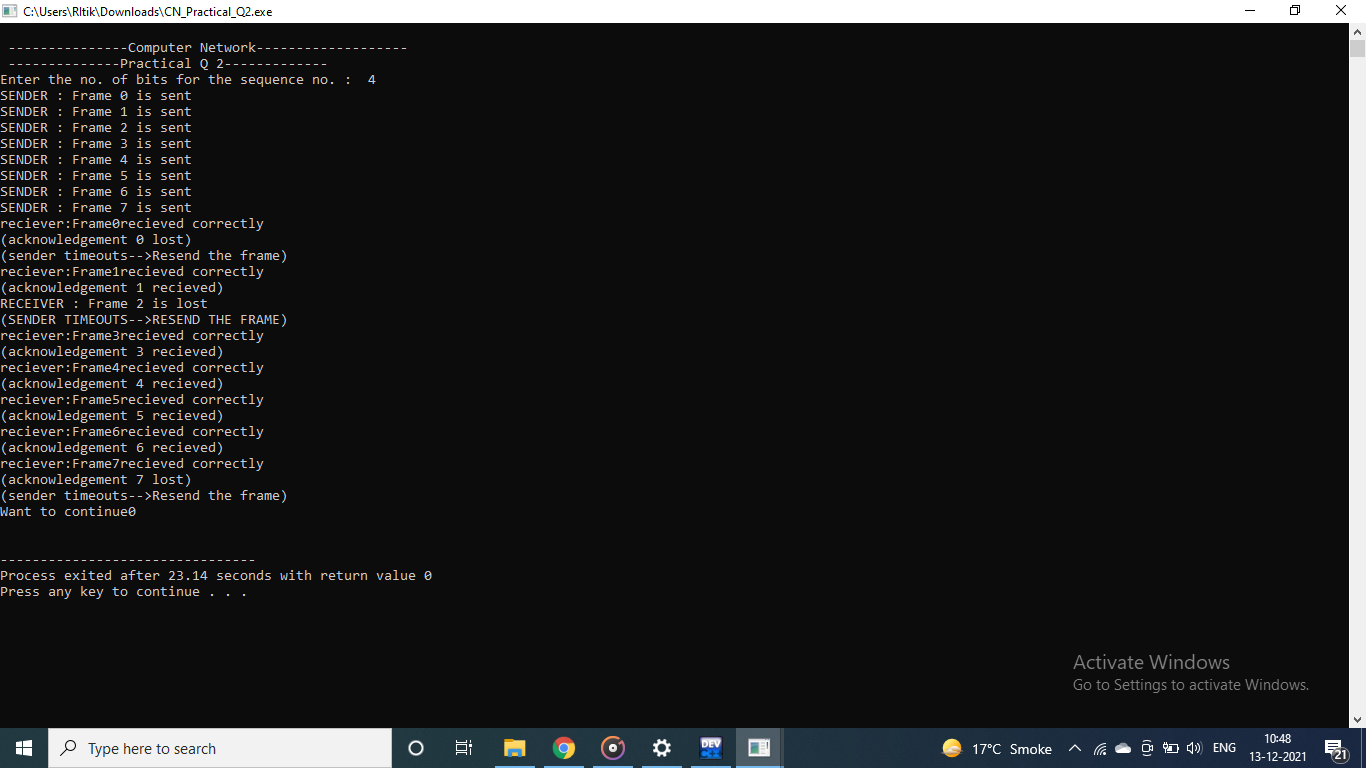 C:\Users\RItik\Downloads\CN_Practical_Q2.exe
---------------Computer Network-------------------
--------------Practical Q 2-------------
Enter the no. of bits for the sequence no. :  4
SENDER : Frame 0 is sent
SENDER : Frame 1 is sent
SENDER : Frame 2 is sent
SENDER : Frame 3 is sent
SENDER : Frame 4 is sent
SENDER : Frame 5 is sent
SENDER : Frame 6 is sent
SENDER : Frame 7 is sent
reciever:Frame0recieved correctly
(acknowledgement 0 lost)
(sender timeouts-->Resend the frame)
reciever:Frame1recieved correctly
(acknowledgement 1 recieved)
RECEIVER : Frame 2 is lost
(SENDER TIMEOUTS-->RESEND THE FRAME)
reciever:Frame3recieved correctly
(acknowledgement 3 recieved)
reciever:Frame4recieved correctly
(acknowledgement 4 recieved)
reciever:Frame5recieved correctly
(acknowledgement 5 recieved)
reciever:Frame6recieved correctly
(acknowledgement 6 recieved)
reciever:Frame7recieved correctly
(acknowledgement 7 lost)
(sender timeouts-->Resend the frame)
Want to continue0
--------------------------------
Process exited after 23.14 seconds with return value 0
Press any key to continue . . .
Activate Windows
Go to Settings to activate Windows.
Type here to search
DEV
17°C Smoke
ENG
10:48
13-12-2021
21